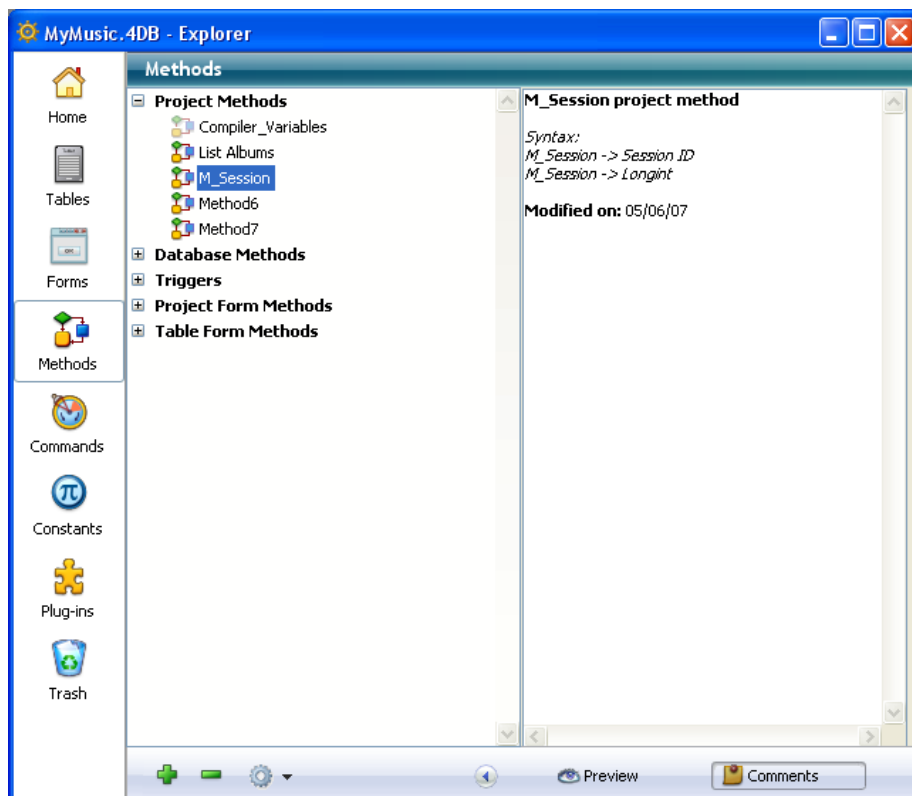 MyMusic.4DB - Explorer
Home
Tables
Forms
Methods
Commands
Constants
Plug-ins
Trash
Methods
Project Methods
Compiler_Variables
List Albums
M_Session
Method6
Method7
Database Methods
Triggers
Project Form Methods
Table Form Methods
M_Session project method
Syntax:
M_Session -> Session ID
M_Session -> Longint
Modified on: 05/06/07
Preview
Comments